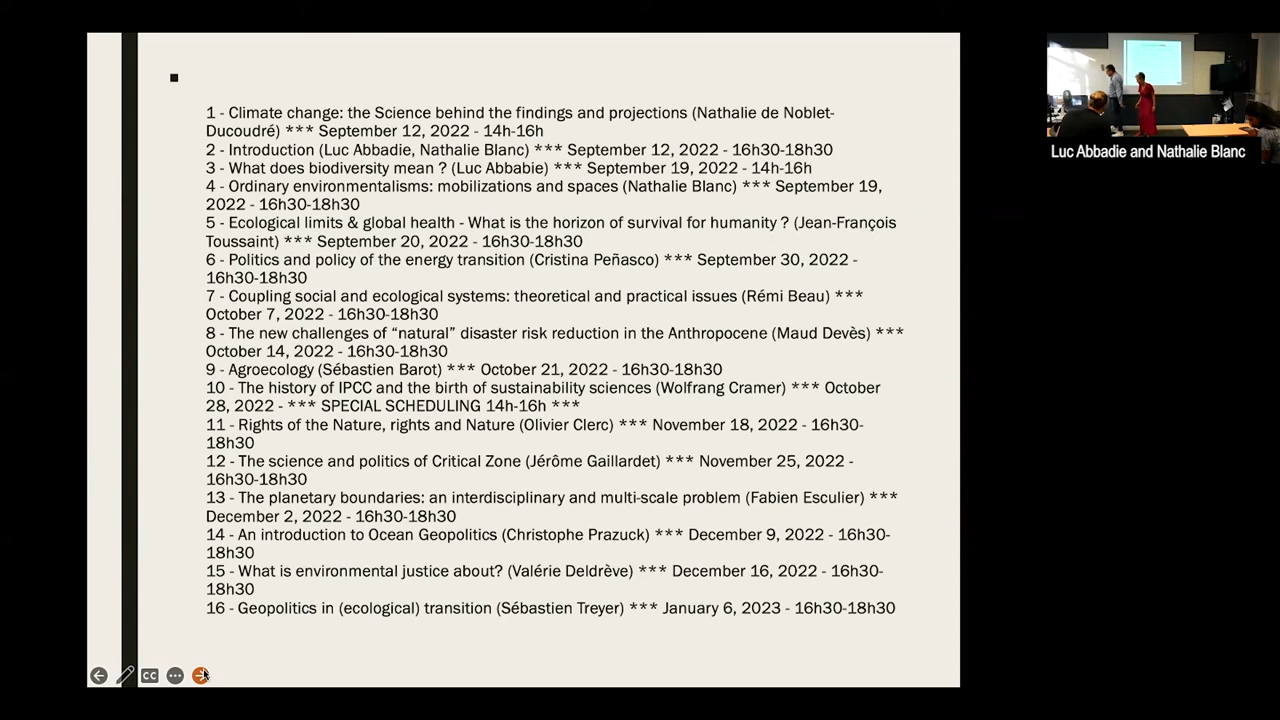 1 - Climate change: the Science behind the findings and projections (Nathalie de Noblet-
Ducoudré) *** September 12, 2022 - 14h-16h
2 - Introduction (Luc Abbadie, Nathalie Blanc) *** September 12, 2022 - 16h30-18h30
3 - What does biodiversity mean ? (Luc Abbabie) *** September 19, 2022 - 14h-16h
4 - Ordinary environmentalisms: mobilizations and spaces (Nathalie Blanc) *** September 19,
2022 - 16h30-18h30
5 - Ecological limits & global health - What is the horizon of survival for humanity ? (Jean-François
Toussaint) *** September 20, 2022 - 16h30-18h30
6 - Politics and policy of the energy transition (Cristina Peñasco) *** September 30, 2022 -
16h30-18h30
7 - Coupling social and ecological systems: theoretical and practical issues (Rémi Beau) ***
October 7, 2022 - 16h30-18h30
8 - The new challenges of “natural” disaster risk reduction in the Anthropocene (Maud Devès) ***
October 14, 2022 - 16h30-18h30
9 - Agroecology (Sébastien Barot) *** October 21, 2022 - 16h30-18h30
10 - The history of IPCC and the birth of sustainability sciences (Wolfrang Cramer) *** October
28, 2022 - *** SPECIAL SCHEDULING 14h-16h ***
11 - Rights of the Nature, rights and Nature (Olivier Clerc) *** November 18, 2022 - 16h30-
18h30
12 - The science and politics of Critical Zone (Jérôme Gaillardet) *** November 25, 2022 -
16h30-18h30
13 - The planetary boundaries: an interdisciplinary and multi-scale problem (Fabien Esculier) ***
December 2, 2022 - 16h30-18h30
14 - An introduction to Ocean Geopolitics (Christophe Prazuck) *** December 9, 2022 - 16h30-
18h30
15 - What is environmental justice about? (Valérie Deldrève) *** December 16, 2022 - 16h30-
18h30
16 - Geopolitics in (ecological) transition (Sébastien Treyer) *** January 6, 2023 - 16h30-18h30
CC
Luc Abbadie and Nathalie Blanc